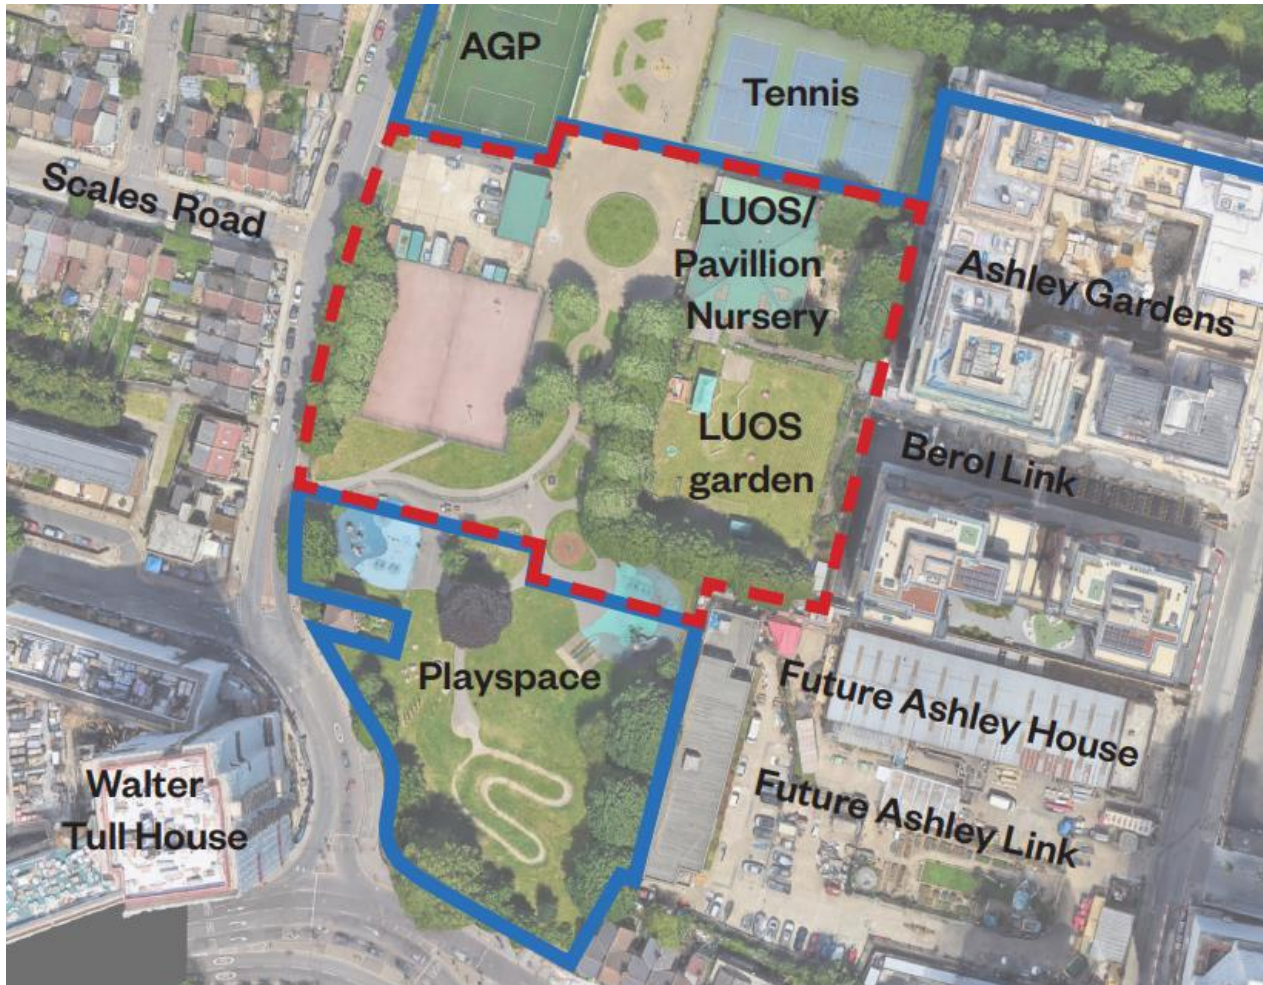 AGP
Tennis
Scales Road
LUOS/
Pavillion
Nursery
Ashley Gardens
LUOS
garden
Berol Link
Playspace
Future Ashley House
Future Ashley Link
Walter
Tull House